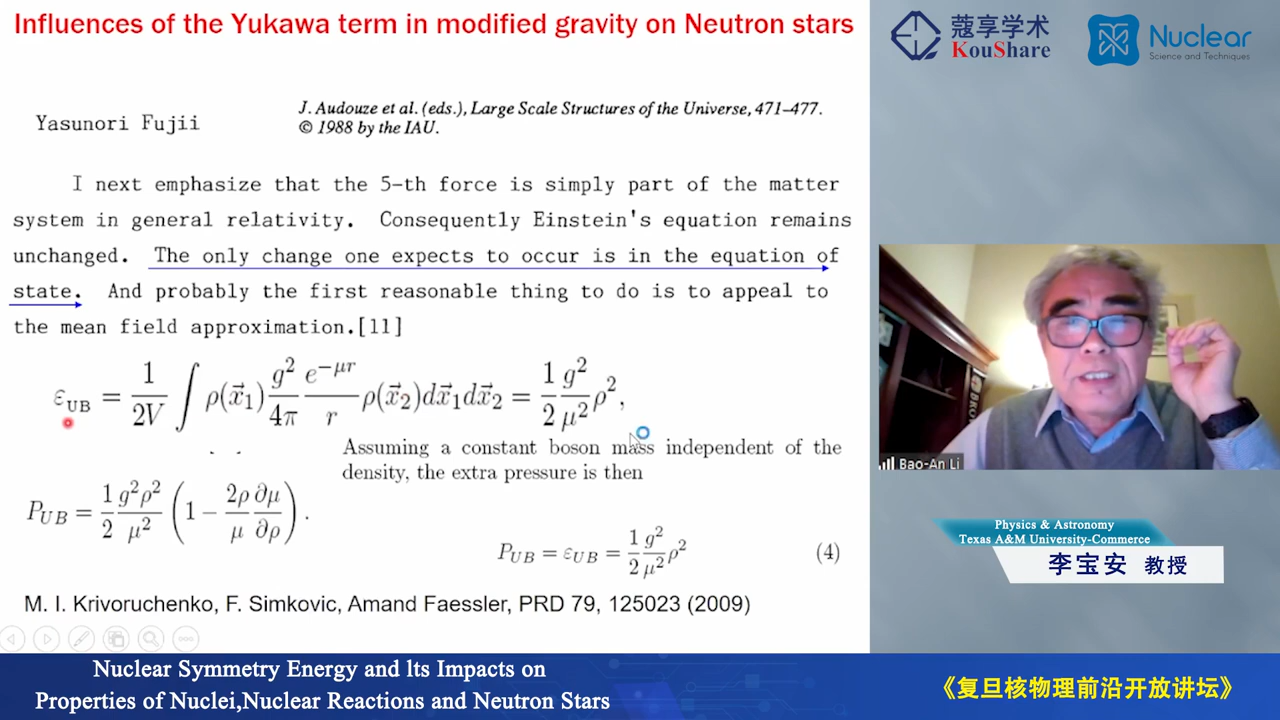 Influences of the Yukawa term in modified gravity on Neutron stars
Yasunori Fujii
J. Audouze et al. (eds.), Large Scale Structures of the Universe, 471–477.
© 1988 by the IAU.
I next emphasize that the 5-th force is simply part of the matter
system in general relativity. Consequently Einstein's equation remains
unchanged. The only change one expects to occur is in the equation of
state. And probably the first reasonable thing to do is to appeal to
the mean field approximation.[11]
ε_UB = 1/2V ∫ ρ(x⃗₁) g²/4π e^−μr/r ρ(x⃗₂)dx⃗₁dx⃗₂ = 1/2 g²/μ² ρ²,
Assuming a constant boson mass independent of the
density, the extra pressure is then
P_UB = 1/2 g²ρ²/μ² (1 − 2ρ/μ ∂μ/∂ρ).
P_UB = ε_UB = 1/2 g²/μ² ρ² (4)
M. I. Krivoruchenko, F. Simkovic, Amand Faessler, PRD 79, 125023 (2009)
蔻享学术
KouShare
Nuclear
Science and Techniques
BRO
Bao-An Li
Physics & Astronomy
Texas A&M University-Commerce
李宝安 教授
Nuclear Symmetry Energy and lts Impacts on
Properties of Nuclei,Nuclear Reactions and Neutron Stars
《复旦核物理前沿开放讲坛》